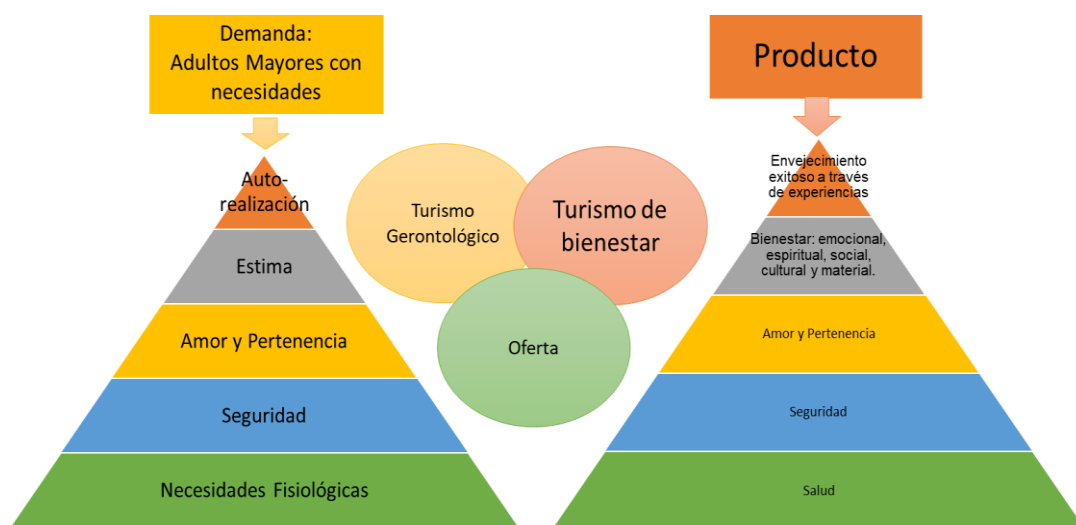 Demanda:
Adultos Mayores con
necesidades
Auto-
realización
Estima
Amor y Pertenencia
Seguridad
Necesidades Fisiológicas
Turismo
Gerontológico
Turismo de
bienestar
Oferta
Producto
Envejecimiento
exitoso a través
de experiencias
Bienestar: emocional,
espiritual, social,
cultural y material.
Amor y Pertenencia
Seguridad
Salud